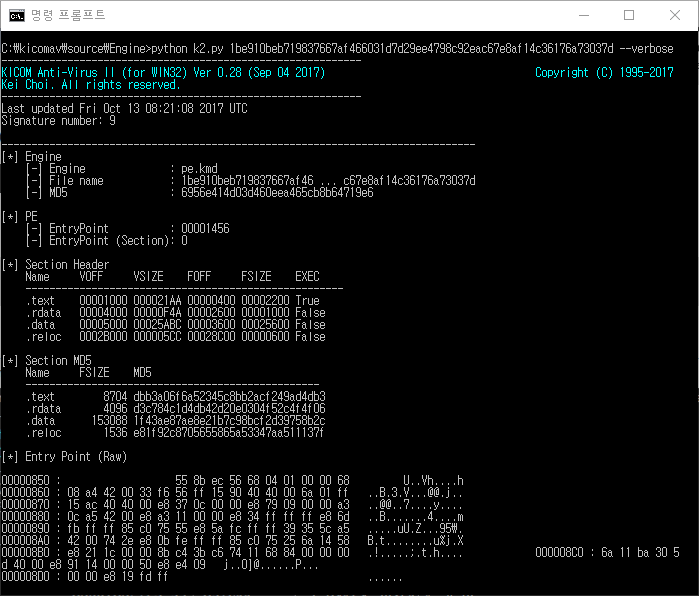 명령 프롬프트
C:\kicomav\source\Engine>python k2.py 1be910beb719837667af466031d7d29ee4798c92eac67e8af14c36176a73037d --verbose
------------------------------------------------------------
KICOM Anti-Virus II (for WIN32) Ver 0.28 (Sep 04 2017) Copyright (C) 1995-2017
Kei Choi. All rights reserved.
------------------------------------------------------------
Last updated Fri Oct 13 08:21:08 2017 UTC
Signature number: 9
-------------------------------------------------------------------------------
[*] Engine
[-] Engine : pe.kmd
[-] File name : 1be910beb719837667af46 ... c67e8af14c36176a73037d
[-] MD5 : 6956e414d03d460eea465cb8b64719e6
[*] PE
[-] EntryPoint : 00001456
[-] EntryPoint (Section): 0
[*] Section Header
Name VOFF VSIZE FOFF FSIZE EXEC
-----------------------------------------------------
.text 00001000 000021AA 00000400 00002200 True
.rdata 00004000 00000F4A 00002600 00001000 False
.data 00005000 00025ABC 00003600 00025600 False
.reloc 0002B000 000005CC 00028C00 00000600 False
[*] Section MD5
Name FSIZE MD5
-------------------------------------------------
.text 8704 dbb3a06f6a52345c8bb2acf249ad4db3
.rdata 4096 d3c784c1d4db42d20e0304f52c4f4f06
.data 153088 1f43ae87ae8e21b7c98bcf2d39758b2c
.reloc 1536 e81f92c8705655865a53347aa511137f
[*] Entry Point (Raw)
00000850 : 55 8b ec 56 68 04 01 00 00 68 U..Vh....h
00000860 : 08 a4 42 00 33 f6 56 ff 15 90 40 40 00 6a 01 ff ..B.3.V...@@.j..
00000870 : 15 ac 40 40 00 e8 37 0c 00 00 e8 79 09 00 00 a3 ..@@..7....y....
00000880 : 0c a5 42 00 e8 a3 11 00 00 e8 34 ff ff ff e8 6d ..B.......4....m
00000890 : fb ff ff 85 c0 75 55 e8 5a fc ff ff 39 35 5c a5 .....uU.Z...95\.
000008A0 : 42 00 74 2e e8 0b fe ff ff 85 c0 75 25 6a 14 58 B.t........u%j.X
000008B0 : e8 21 1c 00 00 8b c4 3b c6 74 11 68 84 00 00 00 .!.....;.t.h.... 000008C0 : 6a 11 ba 30 5
d 40 00 e8 91 14 00 00 50 e8 e4 09 j..0]@......P...
000008D0 : 00 00 e8 19 fd ff ......